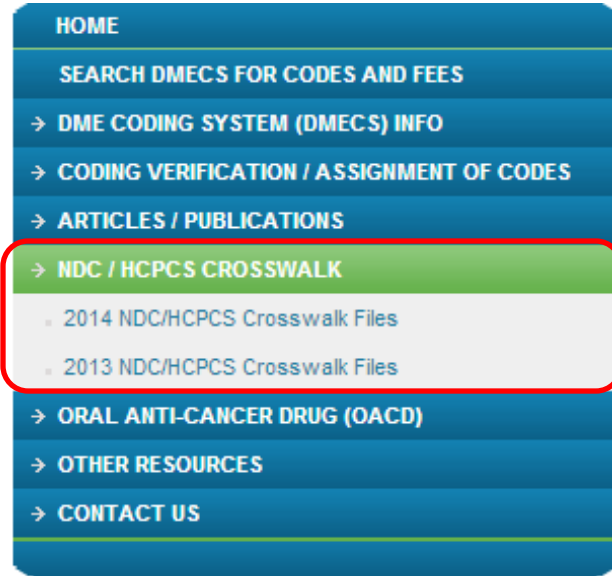 HOME
SEARCH DMECS FOR CODES AND FEES
DME CODING SYSTEM (DMECS) INFO
CODING VERIFICATION / ASSIGNMENT OF CODES
ARTICLES / PUBLICATIONS
NDC / HCPCS CROSSWALK
2014 NDC/HCPCS Crosswalk Files
2013 NDC/HCPCS Crosswalk Files
ORAL ANTI-CANCER DRUG (OACD)
OTHER RESOURCES
CONTACT US